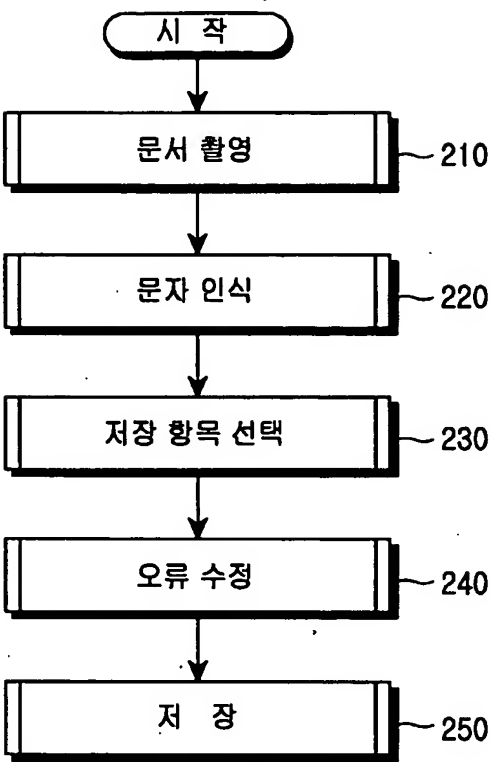 시 작
문서 촬영 210
문자 인식 220
저장 항목 선택 230
오류 수정 240
저 장 250